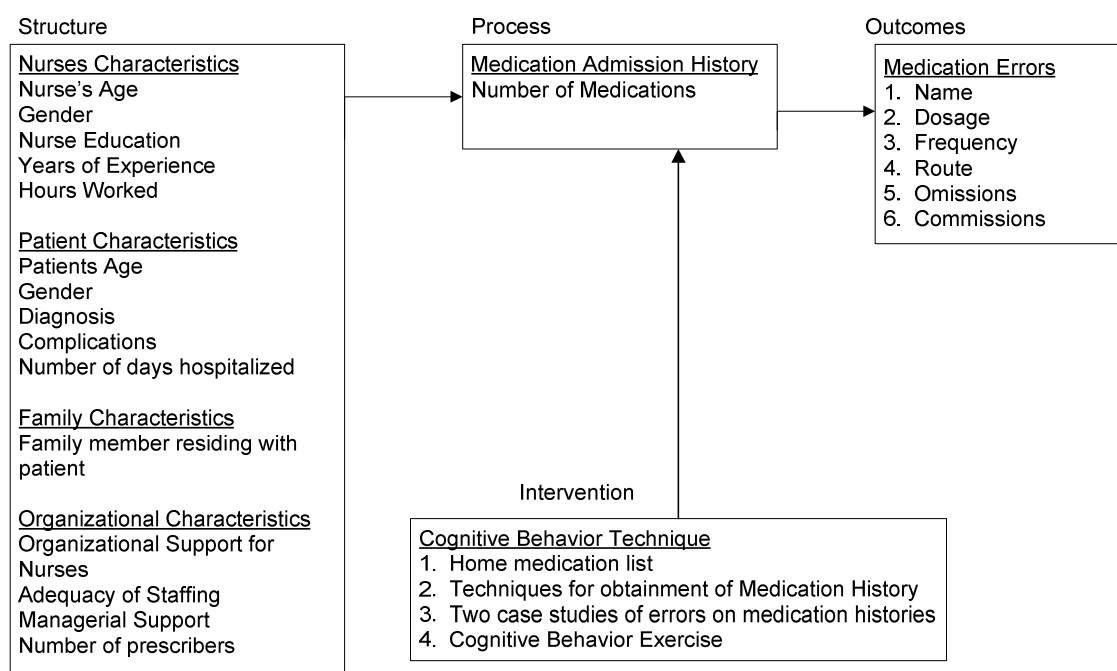 Structure
Nurses Characteristics
Nurse's Age
Gender
Nurse Education
Years of Experience
Hours Worked
Patient Characteristics
Patients Age
Gender
Diagnosis
Complications
Number of days hospitalized
Family Characteristics
Family member residing with
patient
Organizational Characteristics
Organizational Support for
Nurses
Adequacy of Staffing
Managerial Support
Number of prescribers
Process
Medication Admission History
Number of Medications
Outcomes
Medication Errors
1. Name
2. Dosage
3. Frequency
4. Route
5. Omissions
6. Commissions
Intervention
Cognitive Behavior Technique
1. Home medication list
2. Techniques for obtainment of Medication History
3. Two case studies of errors on medication histories
4. Cognitive Behavior Exercise